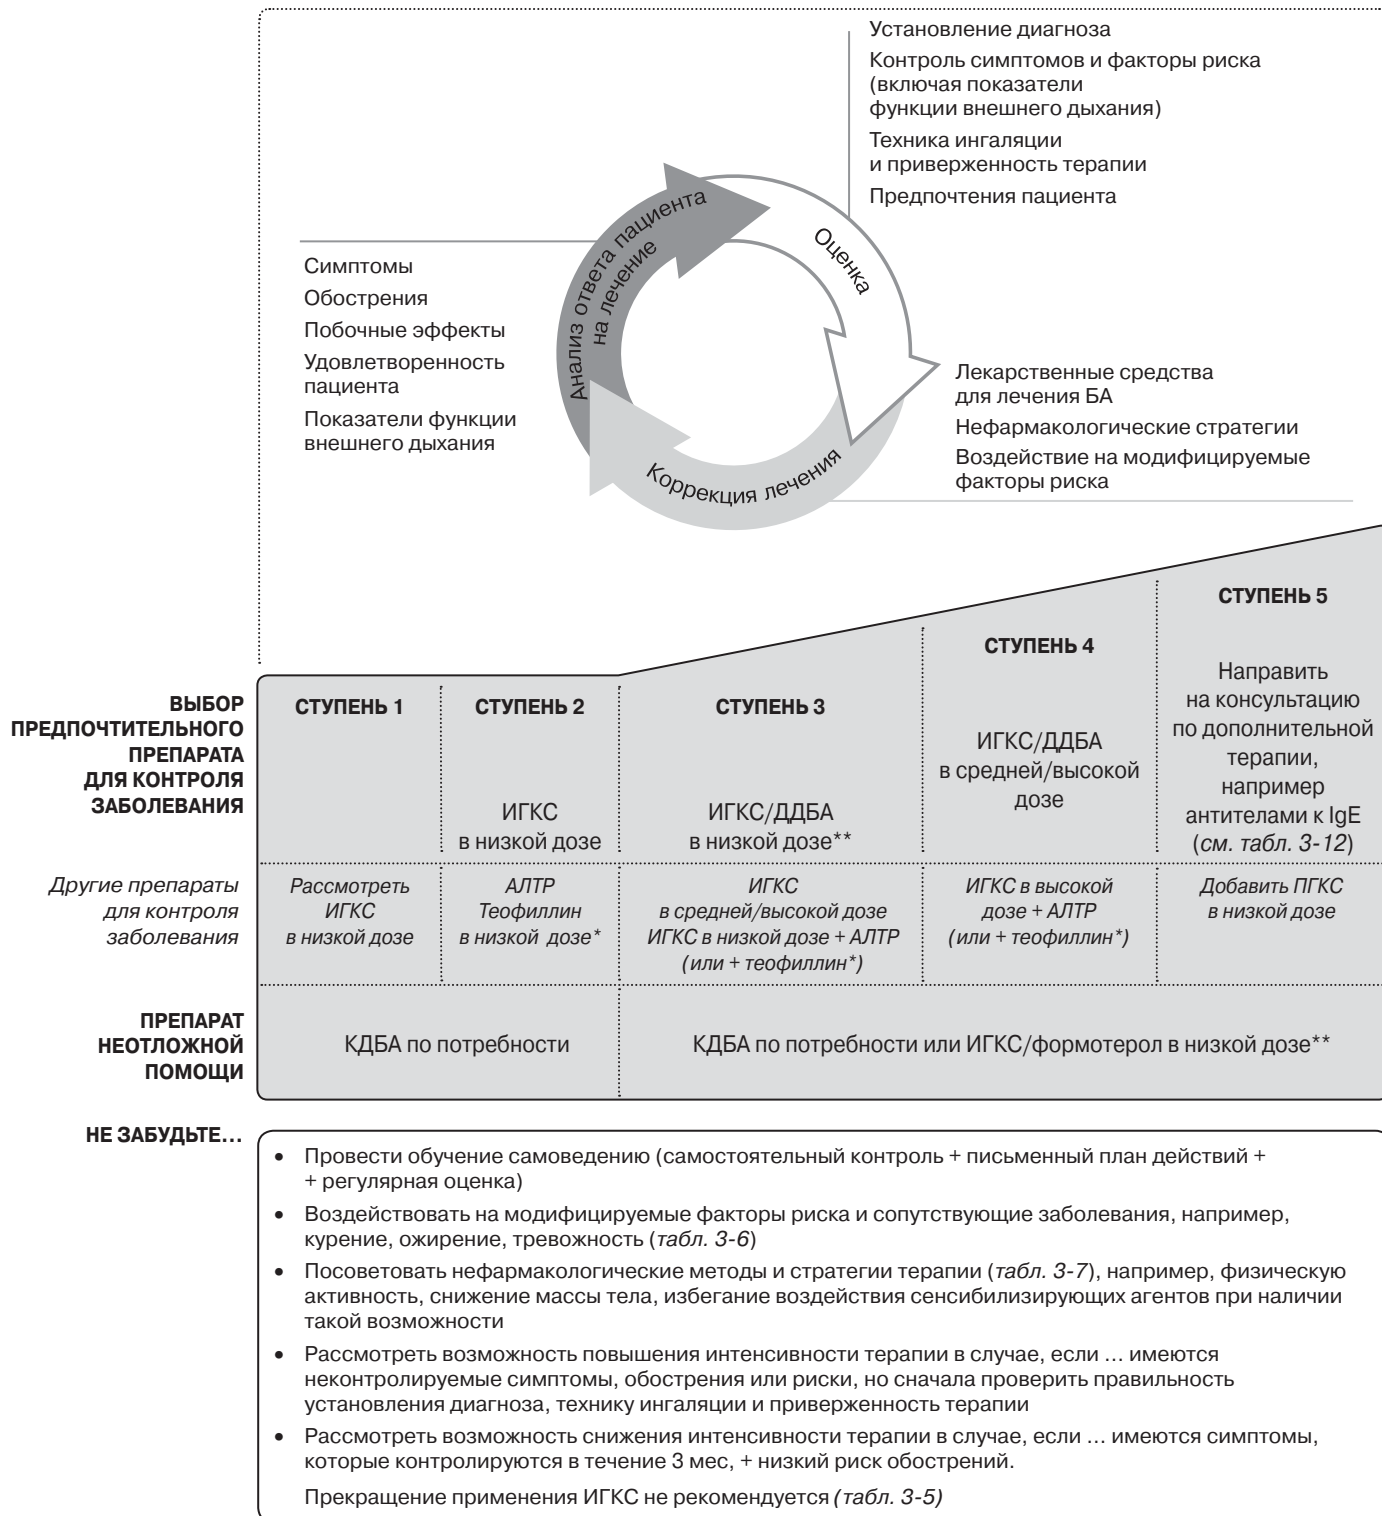 Установление диагноза
Контроль симптомов и факторы риска
(включая показатели
функции внешнего дыхания)
Техника ингаляции
и приверженность терапии
Предпочтения пациента
Анализ ответа пациента
на лечение
Оценка
Коррекция лечения
Симптомы
Обострения
Побочные эффекты
Удовлетворенность
пациента
Показатели функции
внешнего дыхания
Лекарственные средства
для лечения БА
Нефармакологические стратегии
Воздействие на модифицируемые
факторы риска
ВЫБОР
ПРЕДПОЧТИТЕЛЬНОГО
ПРЕПАРАТА
ДЛЯ КОНТРОЛЯ
ЗАБОЛЕВАНИЯ
СТУПЕНЬ 1
СТУПЕНЬ 2
ИГКС
в низкой дозе
СТУПЕНЬ 3
ИГКС/ДДБА
в низкой дозе**
СТУПЕНЬ 4
ИГКС/ДДБА
в средней/высокой
дозе
СТУПЕНЬ 5
Направить
на консультацию
по дополнительной
терапии,
например
антителами к IgE
(см. табл. 3-12)
Другие препараты
для контроля
заболевания
Рассмотреть
ИГКС
в низкой дозе
АЛТР
Теофиллин
в низкой дозе*
ИГКС
в средней/высокой дозе
ИГКС в низкой дозе + АЛТР
(или + теофиллин*)
ИГКС в высокой
дозе + АЛТР
(или + теофиллин*)
Добавить ПГКС
в низкой дозе
ПРЕПАРАТ
НЕОТЛОЖНОЙ
ПОМОЩИ
КДБА по потребности
КДБА по потребности или ИГКС/формотерол в низкой дозе**
НЕ ЗАБУДЬТЕ...
• Провести обучение самоведению (самостоятельный контроль + письменный план действий +
+ регулярная оценка)
• Воздействовать на модифицируемые факторы риска и сопутствующие заболевания, например,
курение, ожирение, тревожность (табл. 3-6)
• Посоветовать нефармакологические методы и стратегии терапии (табл. 3-7), например, физическую
активность, снижение массы тела, избегание воздействия сенсибилизирующих агентов при наличии
такой возможности
• Рассмотреть возможность повышения интенсивности терапии в случае, если ... имеются
неконтролируемые симптомы, обострения или риски, но сначала проверить правильность
установления диагноза, технику ингаляции и приверженность терапии
• Рассмотреть возможность снижения интенсивности терапии в случае, если ... имеются симптомы,
которые контролируются в течение 3 мес, + низкий риск обострений.
Прекращение применения ИГКС не рекомендуется (табл. 3-5)